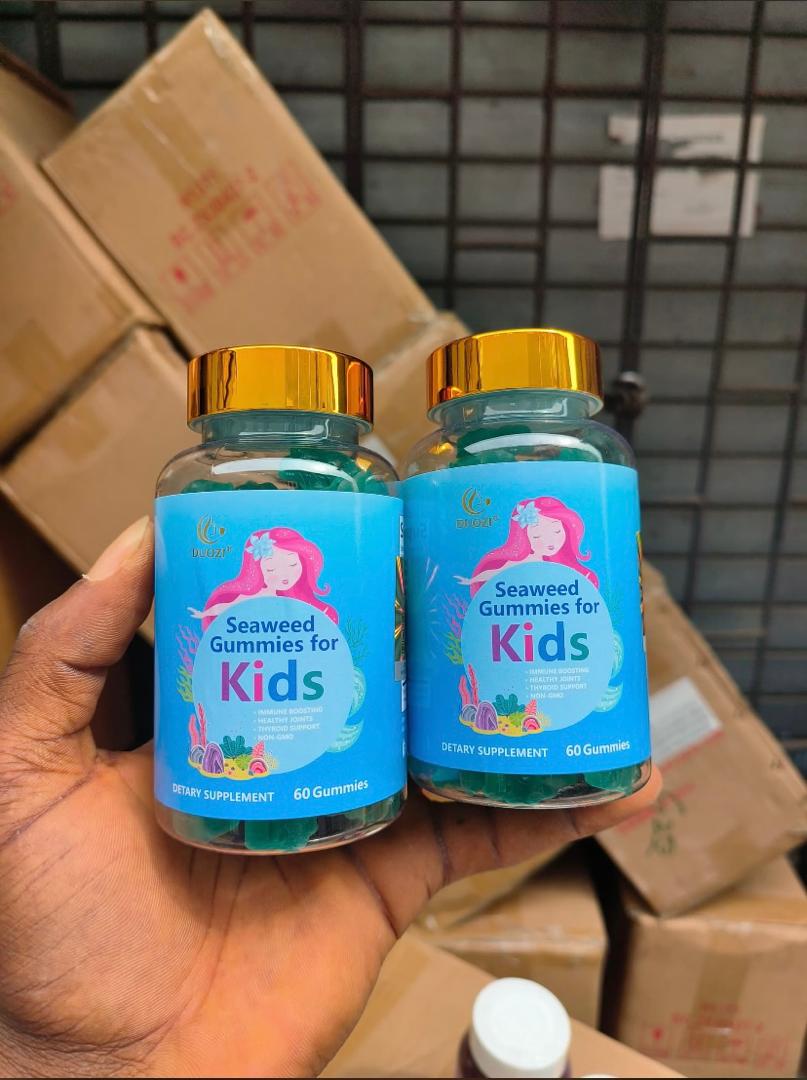 DUOZI
Seaweed
Gummies for
Kids
· IMMUNE BOOSTING
· HEALTHY JOINTS
· THYROID SUPPORT
· NON-GMO
DETARY SUPPLEMENT
60 Gummies
DUOZI
Seaweed
Gummies for
Kids
· IMMUNE BOOSTING
· HEALTHY JOINTS
· THYROID SUPPORT
· NON-GMO
DETARY SUPPLEMENT
60 Gummies